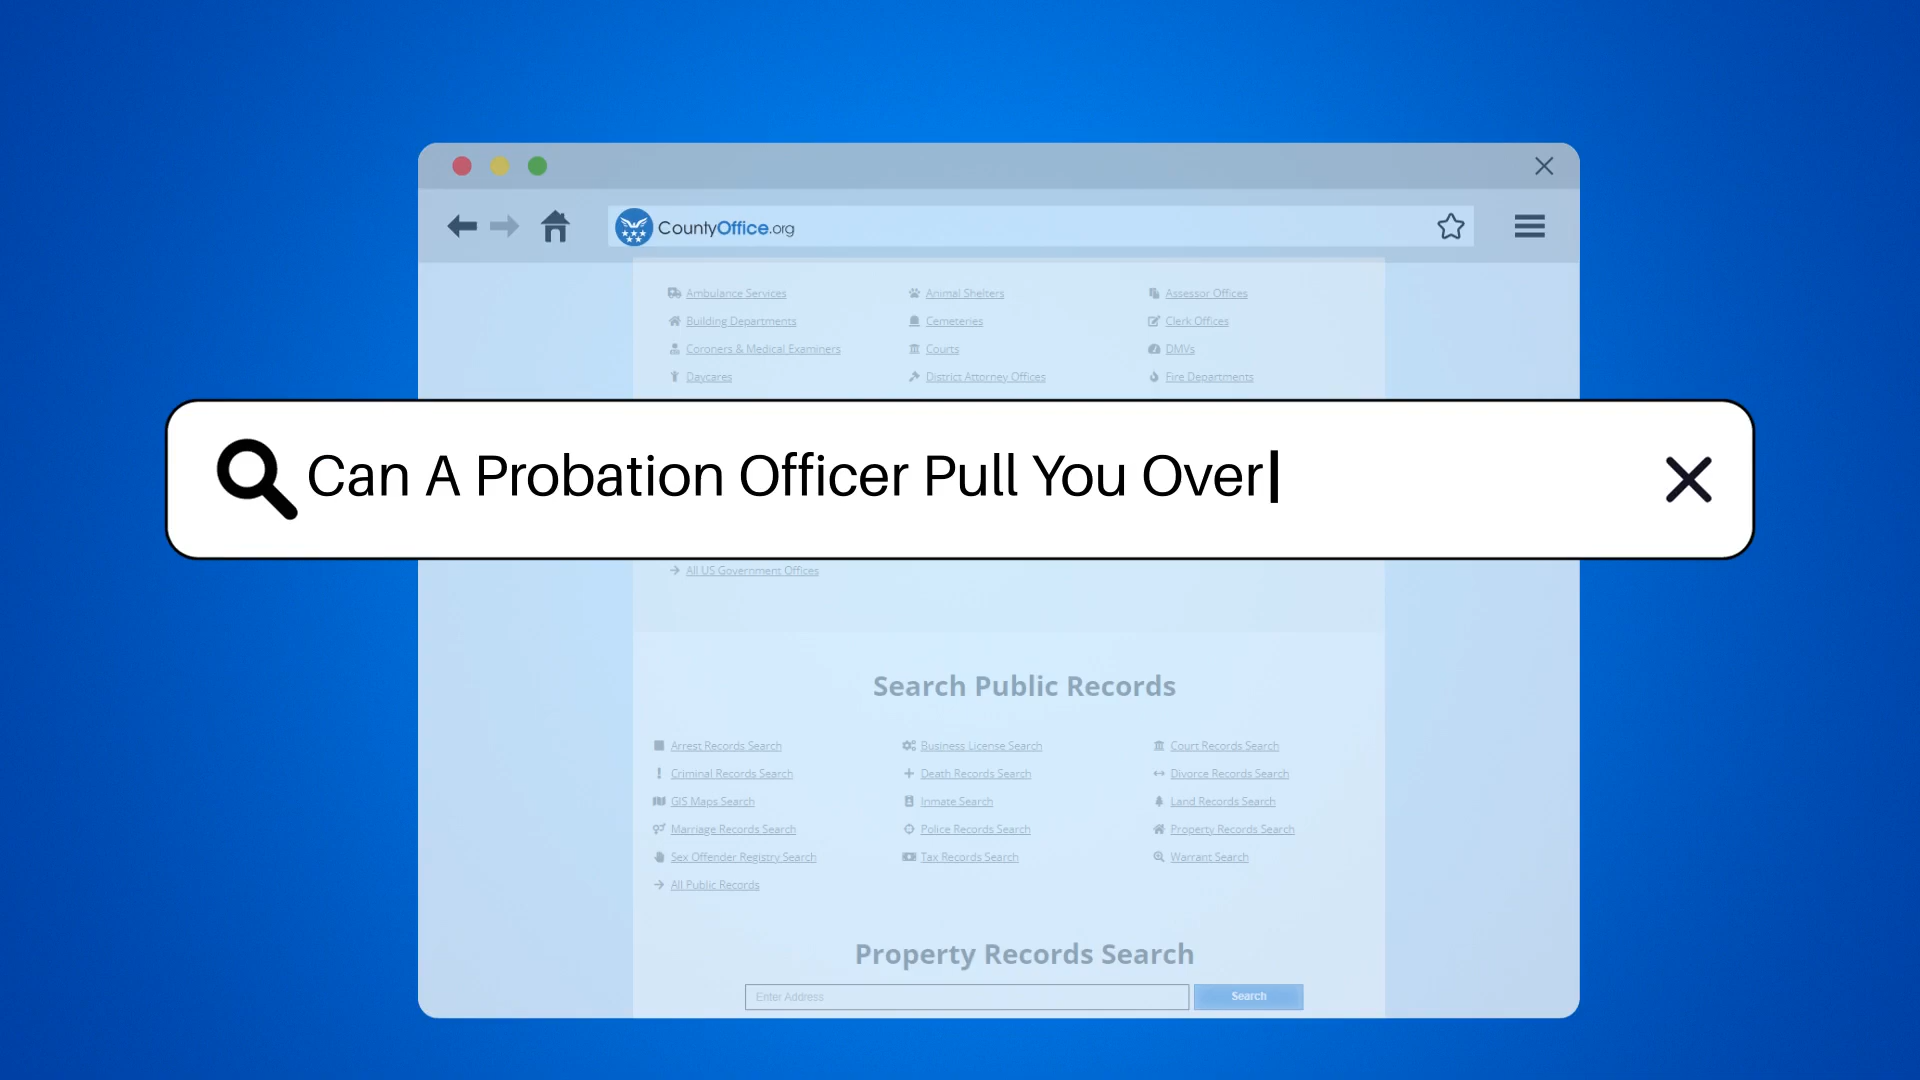 CountyOffice.org
Ambulance Services Animal Shelters Assessor Offices
Building Departments Cemeteries Clerk Offices
Coroners & Medical Examiners Courts DMVs
Daycares District Attorney Offices Fire Departments
Can A Probation Officer Pull You Over
All US Government Offices
Search Public Records
Arrest Records Search Business License Search Court Records Search
Criminal Records Search Death Records Search Divorce Records Search
GIS Maps Search Inmate Search Land Records Search
Marriage Records Search Police Records Search Property Records Search
Sex Offender Registry Search Tax Records Search Warrant Search
All Public Records
Property Records Search
Enter Address Search